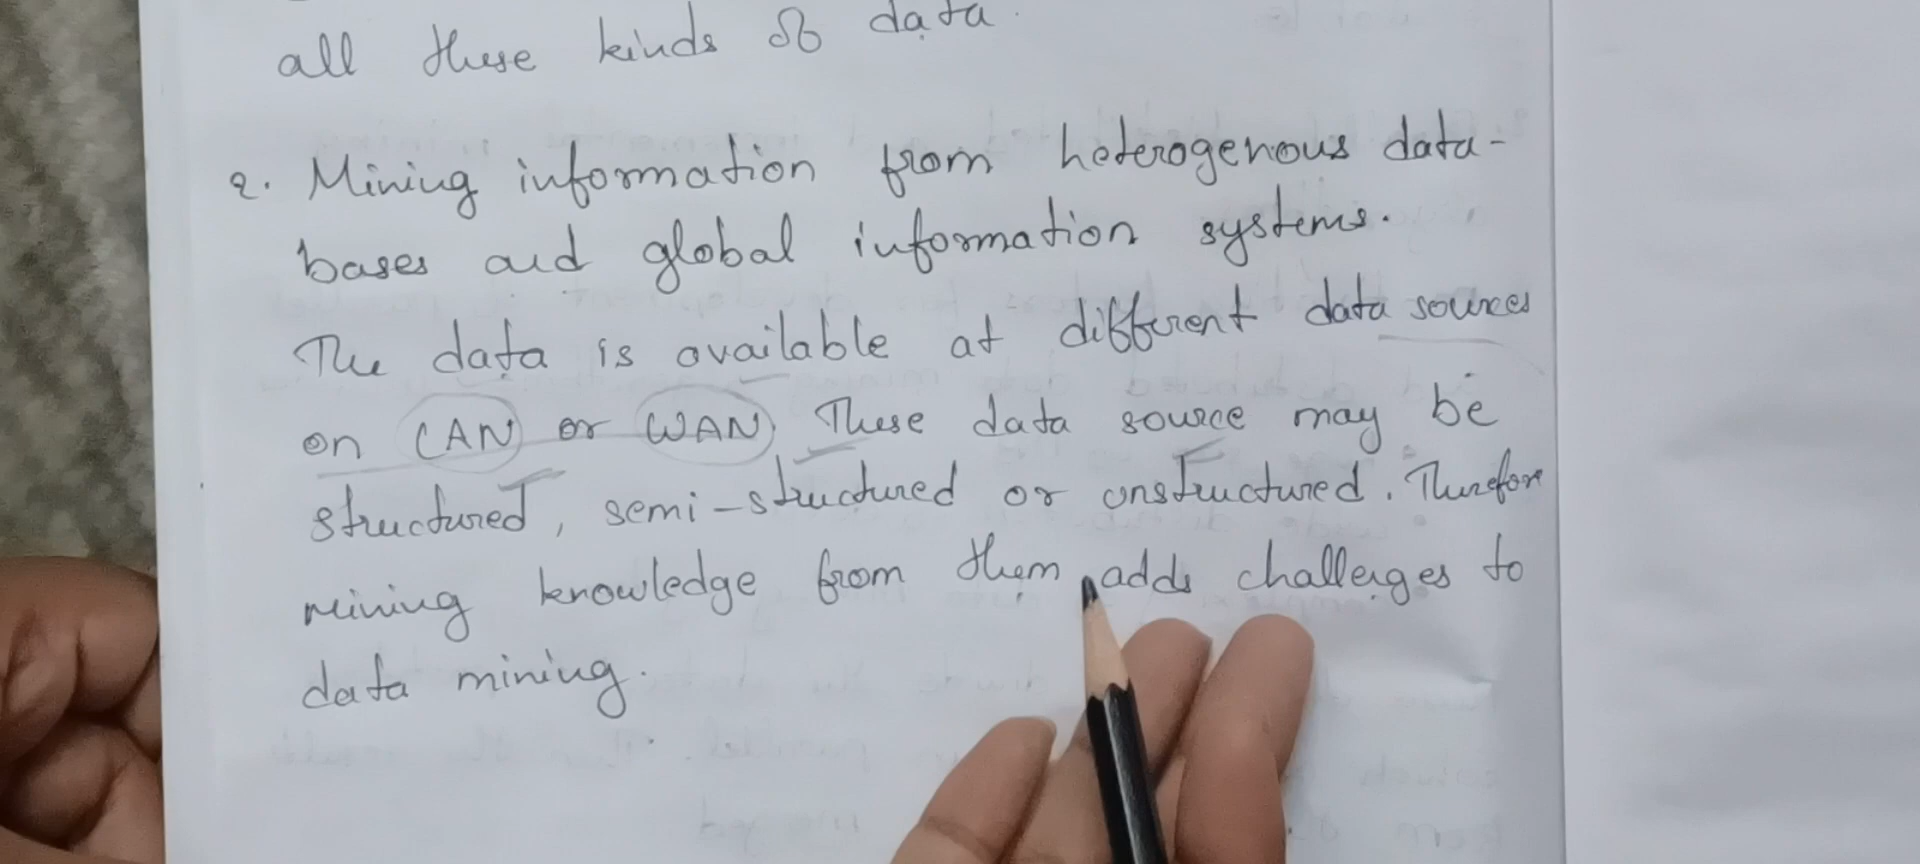 all these kinds of data.
2. Mining information from heterogenous data-
bases and global information systems.
The data is available at different data sources
on LAN or WAN. These data source may be
structured, semi-structured or unstructured. Therefore
mining knowledge from them adds challenges to
data mining.